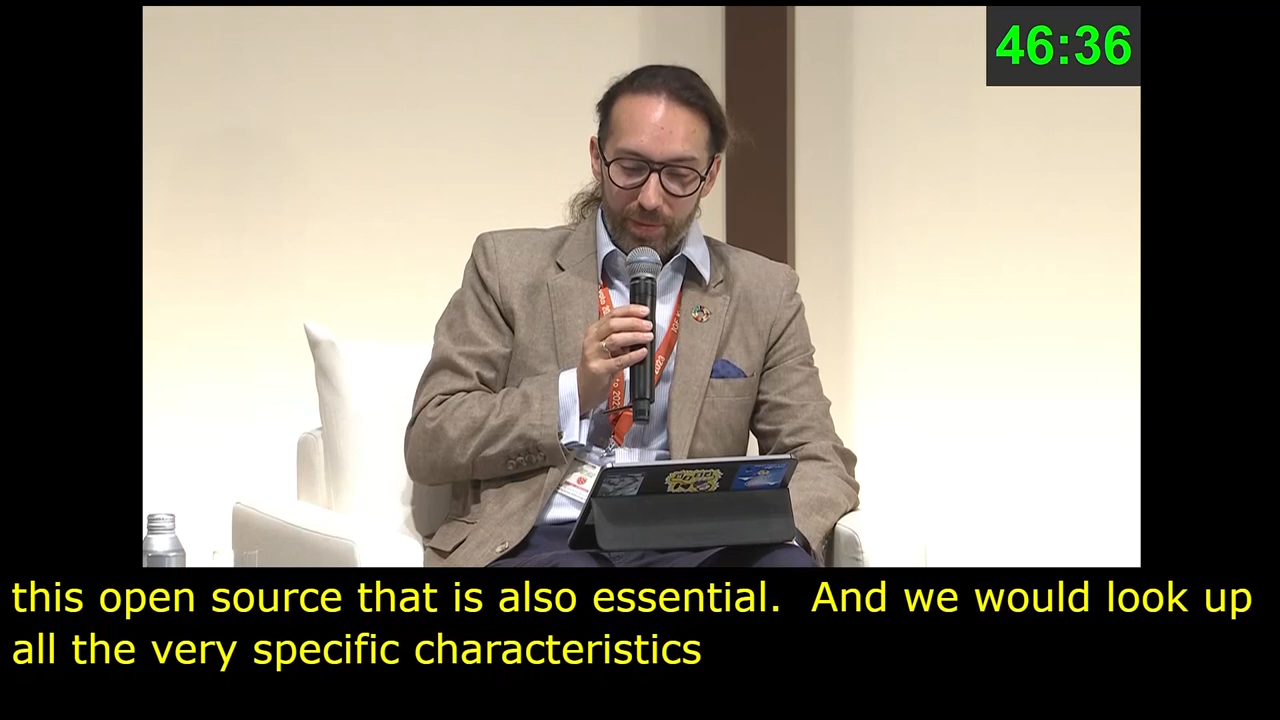 46:36
this open source that is also essential.  And we would look up
all the very specific characteristics